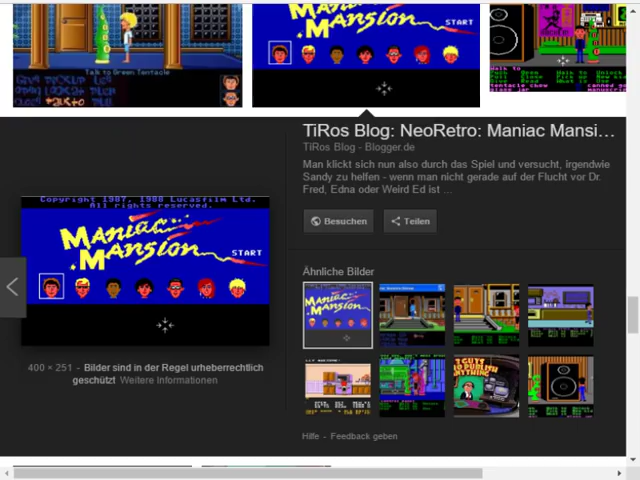 MANIAC
MANSION
START
Talk to Green Tentacle
TiRos Blog: NeoRetro: Maniac Mansi...
TiRos Blog - Blogger.de
Man klickt sich nun also durch das Spiel und versucht, irgendwie
Sandy zu helfen - wenn man nicht gerade auf der Flucht vor Dr.
Fred, Edna oder Weird Ed ist ...
Besuchen
Teilen
Copyright 1987, 1988 Lucasfilm Ltd.
All rights reserved.
MANIAC
MANSION
START
Ähnliche Bilder
400 × 251 - Bilder sind in der Regel urheberrechtlich
geschützt Weitere Informationen
Hilfe - Feedback geben